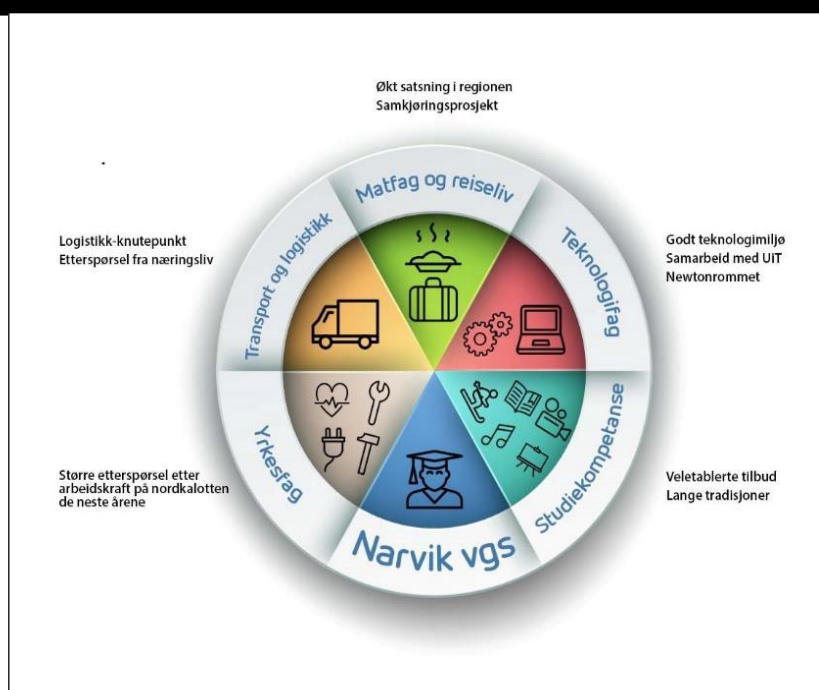 Økt satsning i regionen
Samkjøringsprosjekt
Matfag og reiseliv
Transport og logistikk
Teknologifag
Logistikk-knutepunkt
Etterspørsel fra næringsliv
Godt teknologimiljø
Samarbeid med UiT
Newtonrommet
Yrkesfag
Studiekompetanse
Større etterspørsel etter
arbeidskraft på nordkalotten
de neste årene
Veletablerte tilbud
Lange tradisjoner
Narvik vgs